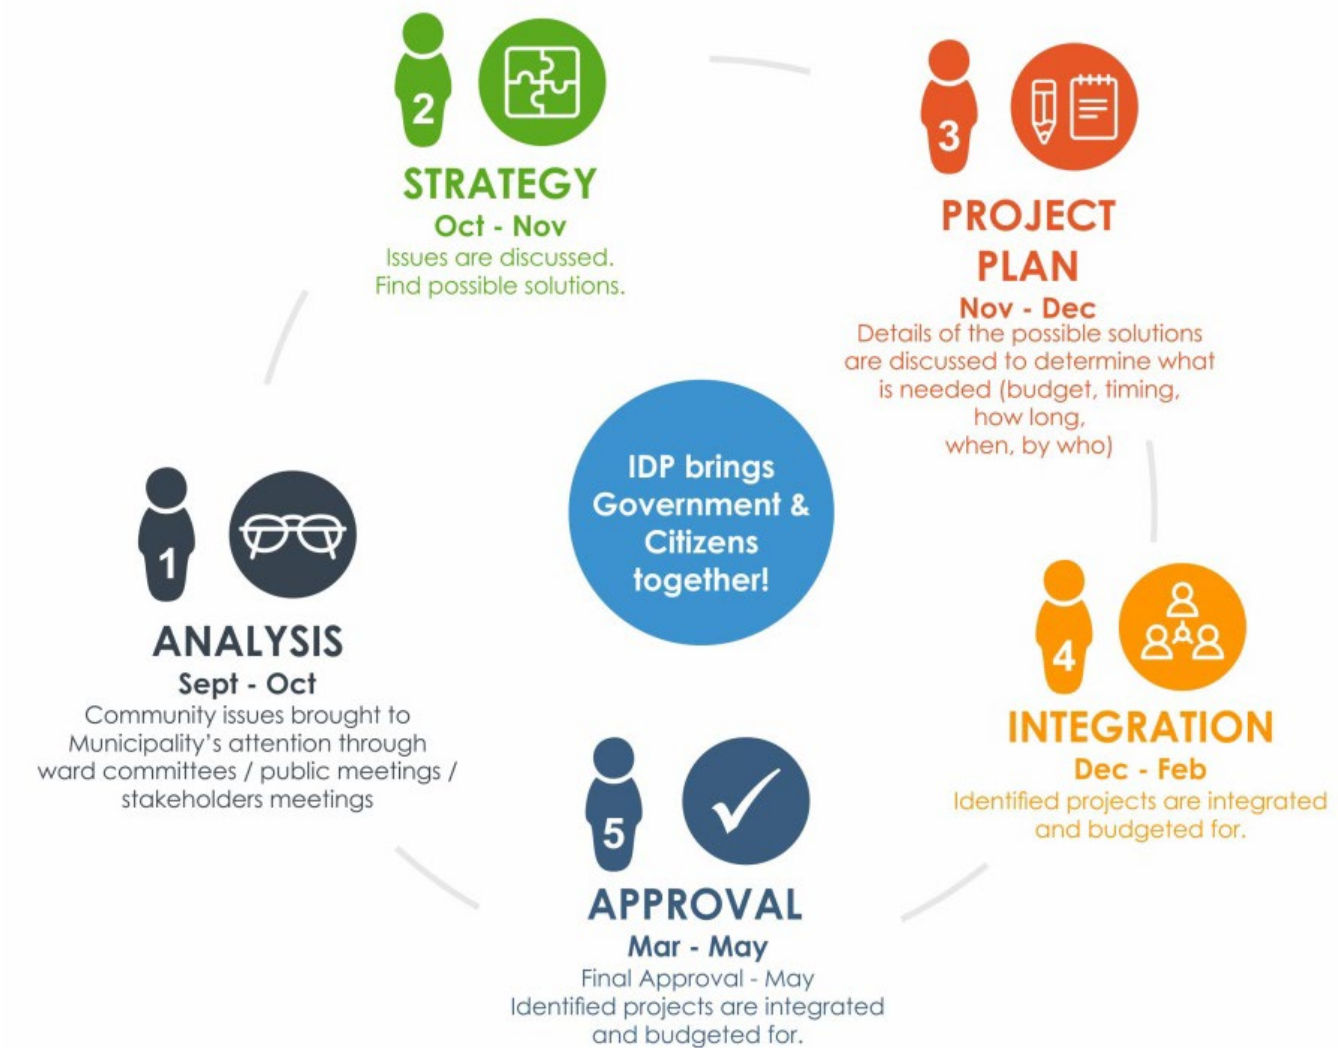 1
ANALYSIS
Sept - Oct
Community issues brought to
Municipality's attention through
ward committees / public meetings /
stakeholders meetings
2
STRATEGY
Oct - Nov
Issues are discussed.
Find possible solutions.
3
PROJECT
PLAN
Nov - Dec
Details of the possible solutions
are discussed to determine what
is needed (budget, timing,
how long,
when, by who)
4
INTEGRATION
Dec - Feb
Identified projects are integrated
and budgeted for.
5
APPROVAL
Mar - May
Final Approval - May
Identified projects are integrated
and budgeted for.
IDP brings
Government &
Citizens
together!